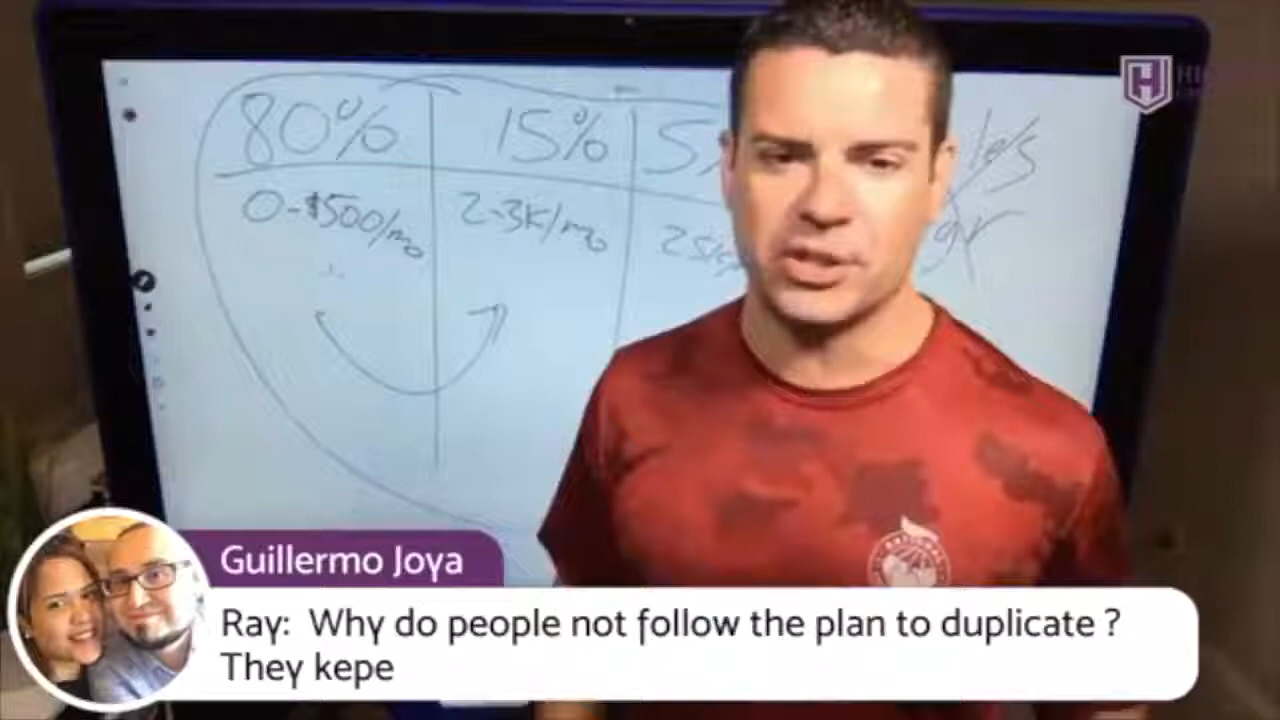 80% 15%
0-$500/mo 2-3K/mo
Guillermo Joya
Ray: Why do people not follow the plan to duplicate ?
They kepe